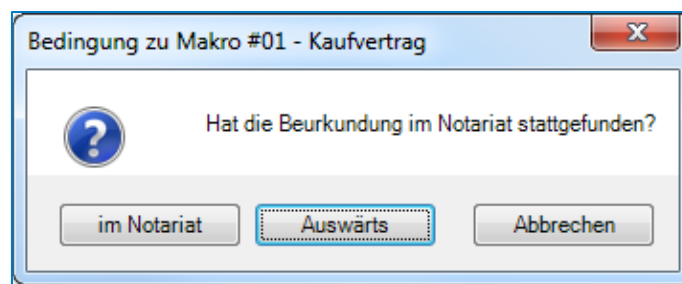 Bedingung zu Makro #01 - Kaufvertrag
Hat die Beurkundung im Notariat stattgefunden?
im Notariat Auswärts Abbrechen